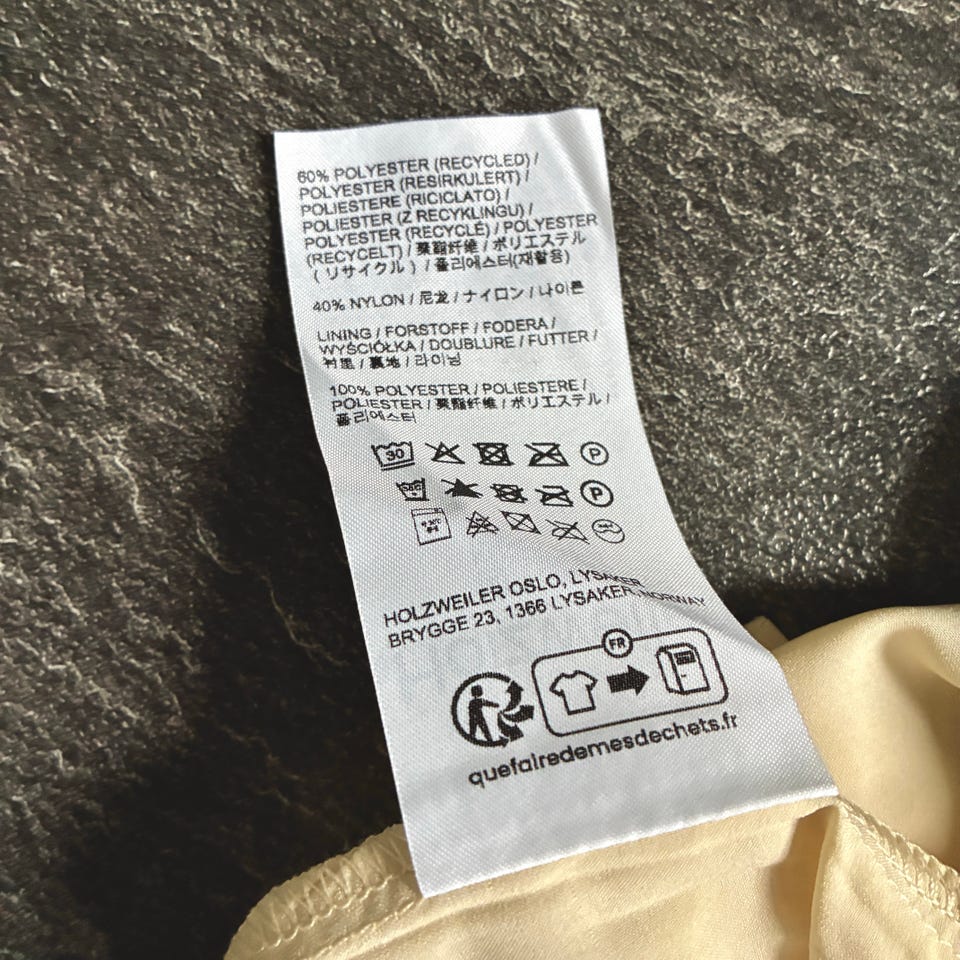 60% POLYESTER (RECYCLED) /
POLYESTER (RESIRKULERT) /
POLIESTERE (RICICLATO) /
POLIESTER (Z RECYKLINGU) /
POLYESTER (RECYCLÉ) / POLYESTER
(RECYCELT) / 聚酯纤维 / ポリエステル
(リサイクル) / 폴리에스터(재활용)
40% NYLON / 尼龙 / ナイロン / 나이론
LINING / FORSTOFF / FODERA /
WYŚCIÓŁKA / DOUBLURE / FUTTER /
衬里 / 裏地 / 라이닝
100% POLYESTER / POLIESTERE /
POLIESTER / 聚酯纤维 / ポリエステル /
폴리에스터
30 P
P
HOLZWEILER OSLO, LYSAKER
BRYGGE 23, 1366 LYSAKER, NORWAY
FR
quefairedemesdechets.fr